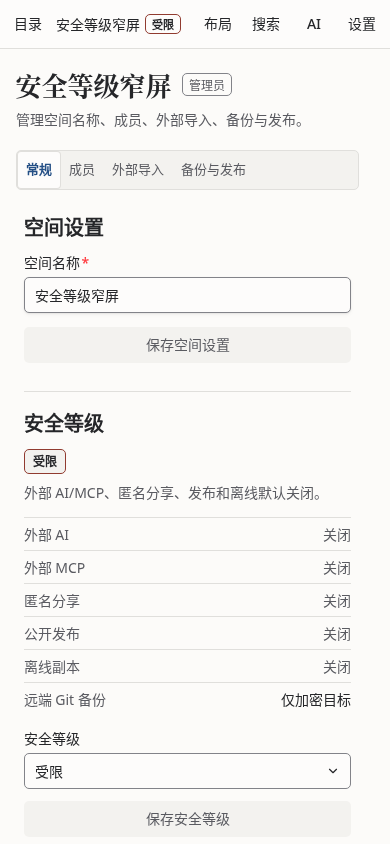 目录 安全等级窄屏 受限 布局 搜索 AI 设置
安全等级窄屏 管理员
管理空间名称、成员、外部导入、备份与发布。
常规 成员 外部导入 备份与发布
空间设置
空间名称*
安全等级窄屏
保存空间设置
安全等级
受限
外部 AI/MCP、匿名分享、发布和离线默认关闭。
外部 AI 关闭
外部 MCP 关闭
匿名分享 关闭
公开发布 关闭
离线副本 关闭
远端 Git 备份 仅加密目标
安全等级
受限
保存安全等级